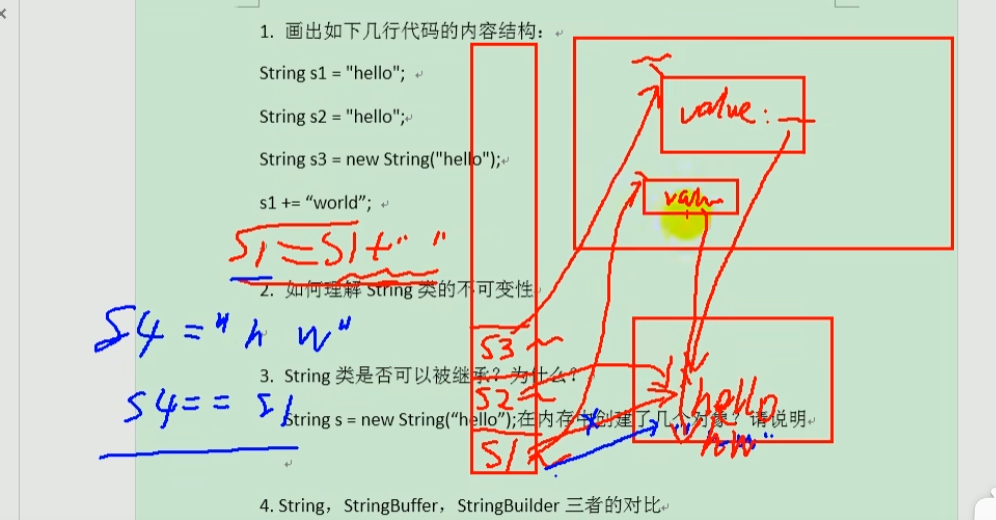 1. 画出如下几行代码的内容结构：
String s1 = "hello";
String s2 = "hello";
String s3 = new String("hello");
s1 += “world”;
S1=S1+" "
2. 如何理解 String 类的不可变性
S4="h w"
3. String 类是否可以被继承？为什么？
S4== S1
String s = new String(“hello”);在内存中创建了几个对象？请说明
4. String，StringBuffer，StringBuilder 三者的对比
value:
S3
S2
S1
hello